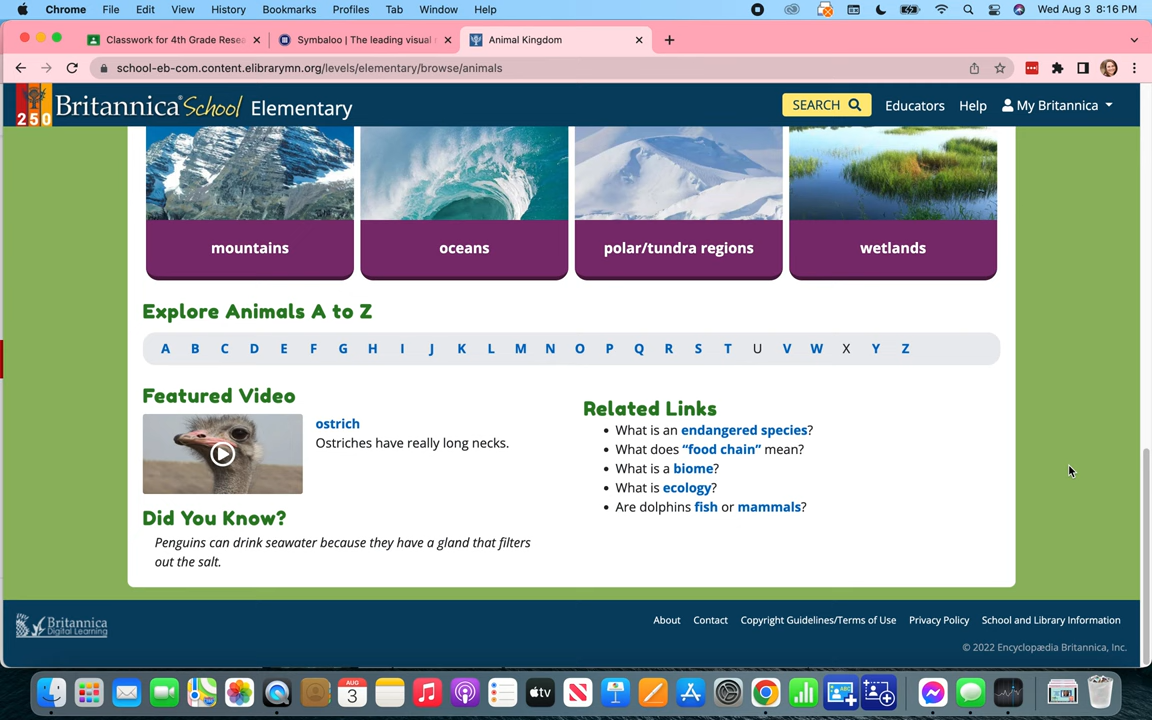 Chrome File Edit View History Bookmarks Profiles Tab Window Help Wed Aug 3 8:16 PM
Classwork for 4th Grade Resea Symbaloo | The leading visual Animal Kingdom
school-eb-com.content.elibrarymn.org/levels/elementary/browse/animals
250 Britannica School Elementary SEARCH Educators Help My Britannica
mountains oceans polar/tundra regions wetlands
Explore Animals A to Z
A B C D E F G H I J K L M N O P Q R S T U V W X Y Z
Featured Video
ostrich
Ostriches have really long necks.
Did You Know?
Penguins can drink seawater because they have a gland that filters
out the salt.
Related Links
What is an endangered species?
What does “food chain” mean?
What is a biome?
What is ecology?
Are dolphins fish or mammals?
Britannica
Digital Learning
About Contact Copyright Guidelines/Terms of Use Privacy Policy School and Library Information
© 2022 Encyclopædia Britannica, Inc.
AUG
3
tv